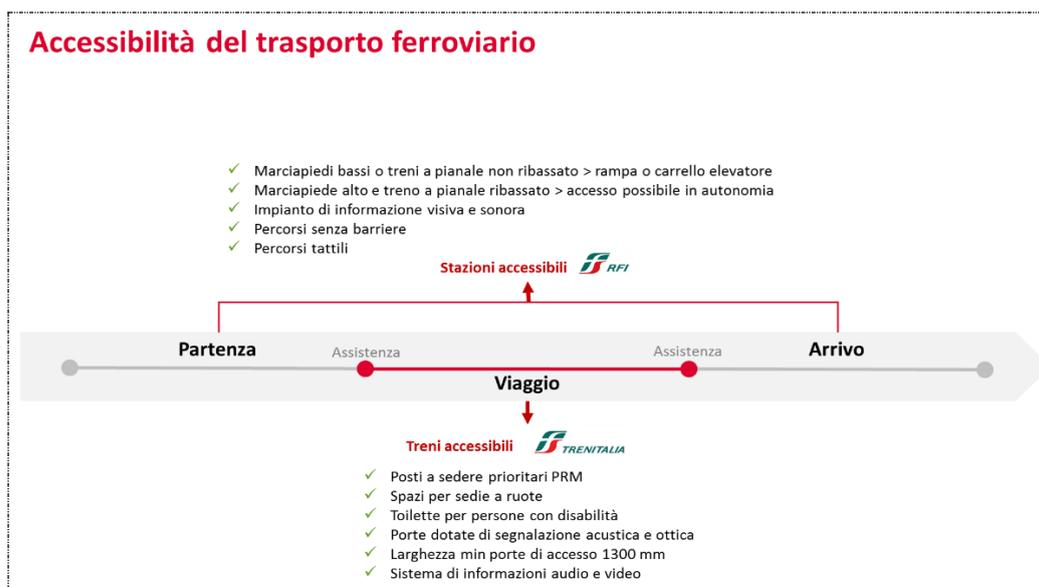 Accessibilità del trasporto ferroviario
Marciapiedi bassi o treni a pianale non ribassato > rampa o carrello elevatore
Marciapiede alto e treno a pianale ribassato > accesso possibile in autonomia
Impianto di informazione visiva e sonora
Percorsi senza barriere
Percorsi tattili
Stazioni accessibili RFI
Partenza Assistenza Assistenza Arrivo
Viaggio
Treni accessibili TRENITALIA
Posti a sedere prioritari PRM
Spazi per sedie a ruote
Toilette per persone con disabilità
Porte dotate di segnalazione acustica e ottica
Larghezza min porte di accesso 1300 mm
Sistema di informazioni audio e video